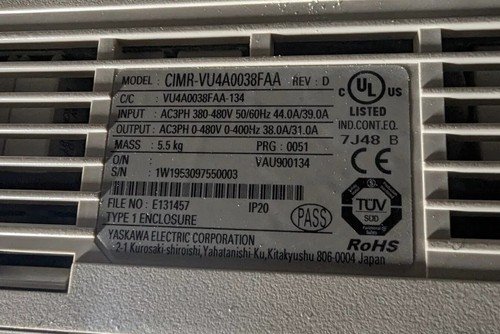 MODEL: CIMR-VU4A0038FAA REV: D
C/C : VU4A0038FAA-134
INPUT : AC3PH 380-480V 50/60Hz 44.0A/39.0A
OUTPUT : AC3PH 0-480V 0-400Hz 38.0A/31.0A
MASS : 5.5 kg PRG : 0051
O/N : VAU900134
S/N : 1W1953097550003
FILE NO : E131457 IP20
TYPE 1 ENCLOSURE
PASS
YASKAWA ELECTRIC CORPORATION
2-1 Kurosaki-shiroishi, Yahatanishi-Ku, Kitakyushu 806-0004 Japan
C UL US
LISTED
IND.CONT.EQ.
7J48 B
CE
TÜV
SÜD
RoHS